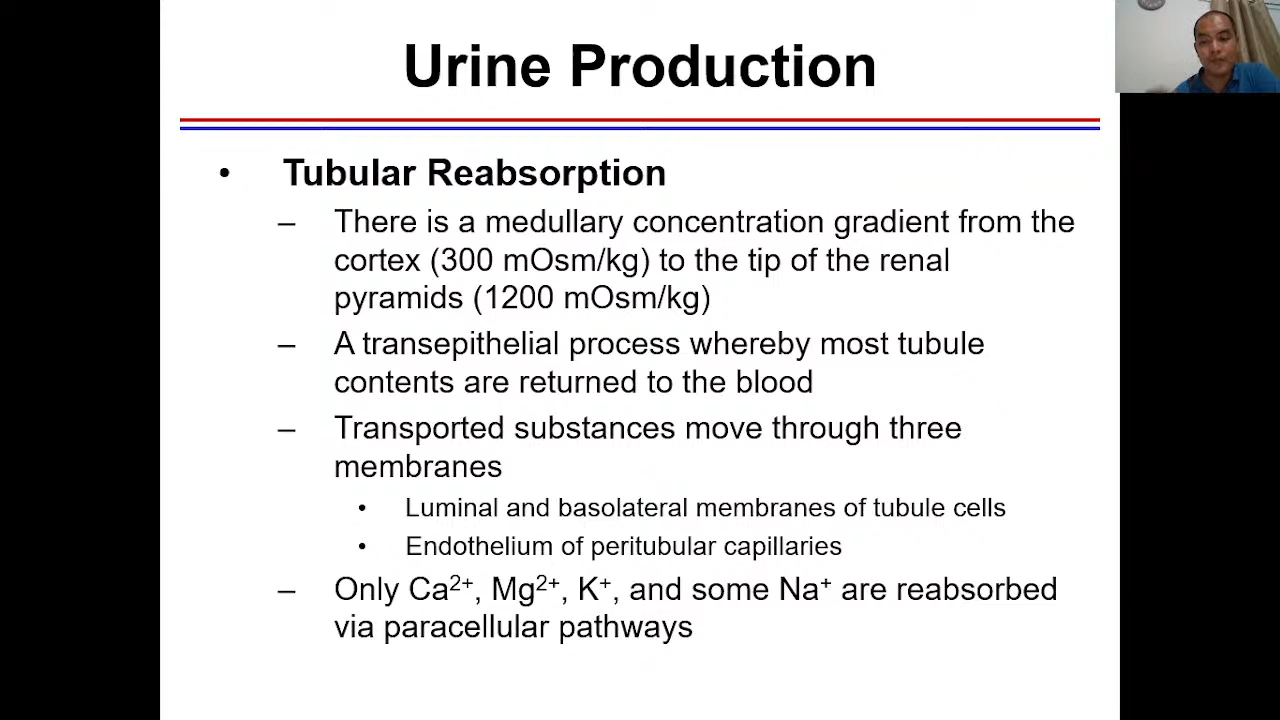 Urine Production
• Tubular Reabsorption
– There is a medullary concentration gradient from the
cortex (300 mOsm/kg) to the tip of the renal
pyramids (1200 mOsm/kg)
– A transepithelial process whereby most tubule
contents are returned to the blood
– Transported substances move through three
membranes
• Luminal and basolateral membranes of tubule cells
• Endothelium of peritubular capillaries
– Only Ca²⁺, Mg²⁺, K⁺, and some Na⁺ are reabsorbed
via paracellular pathways